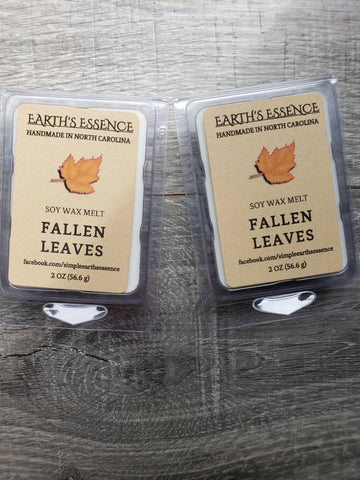 EARTH'S ESSENCE
HANDMADE IN NORTH CAROLINA
SOY WAX MELT
FALLEN
LEAVES
facebook.com/simpleearthsessence
2 OZ (56.6 g)
EARTH'S ESSENCE
HANDMADE IN NORTH CAROLINA
SOY WAX MELT
FALLEN
LEAVES
facebook.com/simpleearthsessence
2 OZ (56.6 g)